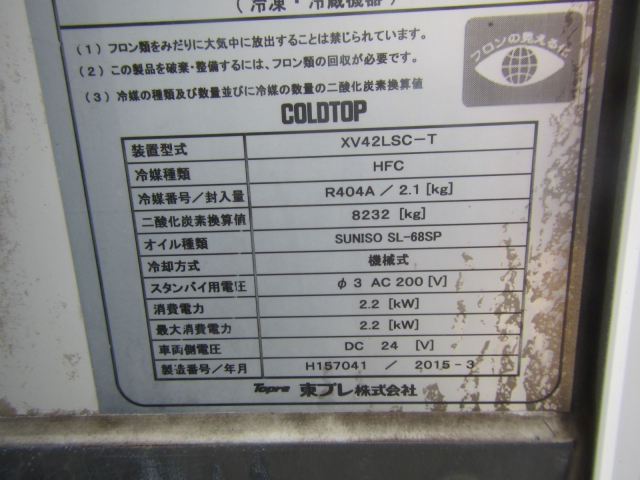 (冷凍・冷蔵機器)
(1) フロン類をみだりに大気中に放出することは禁じられています。
(2) この製品を破棄・整備するには、フロン類の回収が必要です。
(3) 冷媒の種類及び数量並びに冷媒の数量の二酸化炭素換算値
フロンの見える化
COLDTOP
装置型式 XV42LSC-T
冷媒種類 HFC
冷媒番号/封入量 R404A / 2.1 [kg]
二酸化炭素換算値 8232 [kg]
オイル種類 SUNISO SL-68SP
冷却方式 機械式
スタンバイ用電圧 φ3 AC 200 [V]
消費電力 2.2 [kW]
最大消費電力 2.2 [kW]
車両側電圧 DC 24 [V]
製造番号/年月 H157041 / 2015-3
Topre 東プレ株式会社